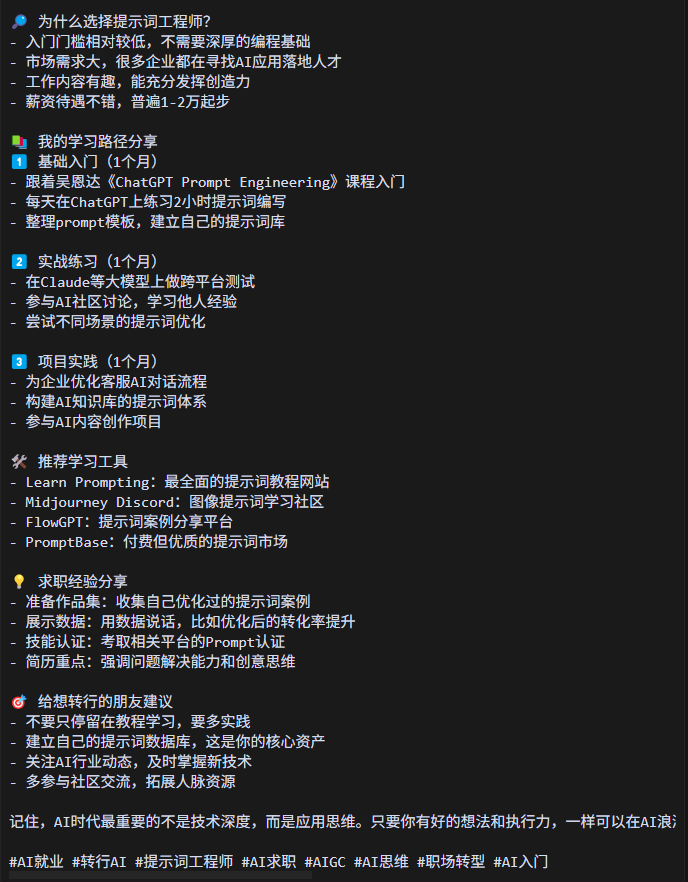 🔎 为什么选择提示词工程师？
- 入门门槛相对较低，不需要深厚的编程基础
- 市场需求大，很多企业都在寻找AI应用落地人才
- 工作内容有趣，能充分发挥创造力
- 薪资待遇不错，普遍1-2万起步
📚 我的学习路径分享
1️⃣ 基础入门（1个月）
- 跟着吴恩达《ChatGPT Prompt Engineering》课程入门
- 每天在ChatGPT上练习2小时提示词编写
- 整理prompt模板，建立自己的提示词库
2️⃣ 实战练习（1个月）
- 在Claude等大模型上做跨平台测试
- 参与AI社区讨论，学习他人经验
- 尝试不同场景的提示词优化
3️⃣ 项目实践（1个月）
- 为企业优化客服AI对话流程
- 构建AI知识库的提示词体系
- 参与AI内容创作项目
🛠️ 推荐学习工具
- Learn Prompting：最全面的提示词教程网站
- Midjourney Discord：图像提示词学习社区
- FlowGPT：提示词案例分享平台
- PromptBase：付费但优质的提示词市场
💡 求职经验分享
- 准备作品集：收集自己优化过的提示词案例
- 展示数据：用数据说话，比如优化后的转化率提升
- 技能认证：考取相关平台的Prompt认证
- 简历重点：强调问题解决能力和创意思维
🎯 给想转行的朋友建议
- 不要只停留在教程学习，要多实践
- 建立自己的提示词数据库，这是你的核心资产
- 关注AI行业动态，及时掌握新技术
- 多参与社区交流，拓展人脉资源
记住，AI时代最重要的不是技术深度，而是应用思维。只要你有好的想法和执行力，一样可以在AI浪
#AI就业 #转行AI #提示词工程师 #AI求职 #AIGC #AI思维 #职场转型 #AI入门